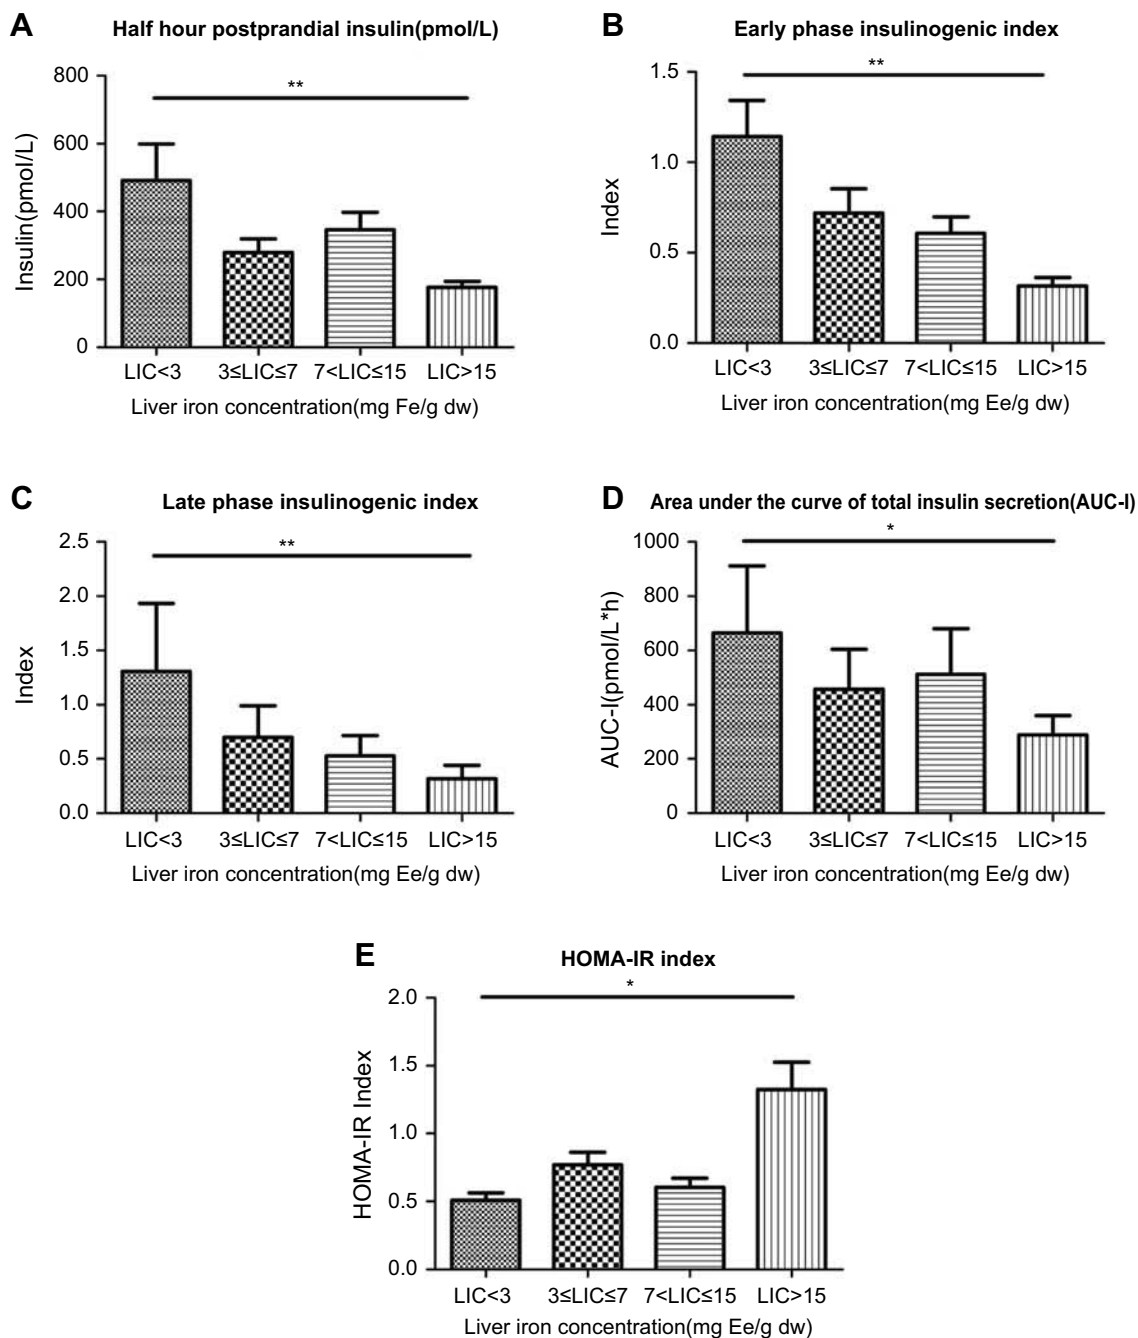 A Half hour postprandial insulin(pmol/L)
**
Insulin(pmol/L)
800
600
400
200
0
LIC<3 3≤LIC≤7 7<LIC≤15 LIC>15
Liver iron concentration(mg Fe/g dw)
B Early phase insulinogenic index
**
Index
1.5
1.0
0.5
0.0
LIC<3 3≤LIC≤7 7<LIC≤15 LIC>15
Liver iron concentration(mg Ee/g dw)
C Late phase insulinogenic index
**
Index
2.5
2.0
1.5
1.0
0.5
0.0
LIC<3 3≤LIC≤7 7<LIC≤15 LIC>15
Liver iron concentration(mg Ee/g dw)
D Area under the curve of total insulin secretion(AUC-I)
*
AUC-I(pmol/L*h)
1000
800
600
400
200
0
LIC<3 3≤LIC≤7 7<LIC≤15 LIC>15
Liver iron concentration(mg Ee/g dw)
E HOMA-IR index
*
HOMA-IR Index
2.0
1.5
1.0
0.5
0.0
LIC<3 3≤LIC≤7 7<LIC≤15 LIC>15
Liver iron concentration(mg Ee/g dw)